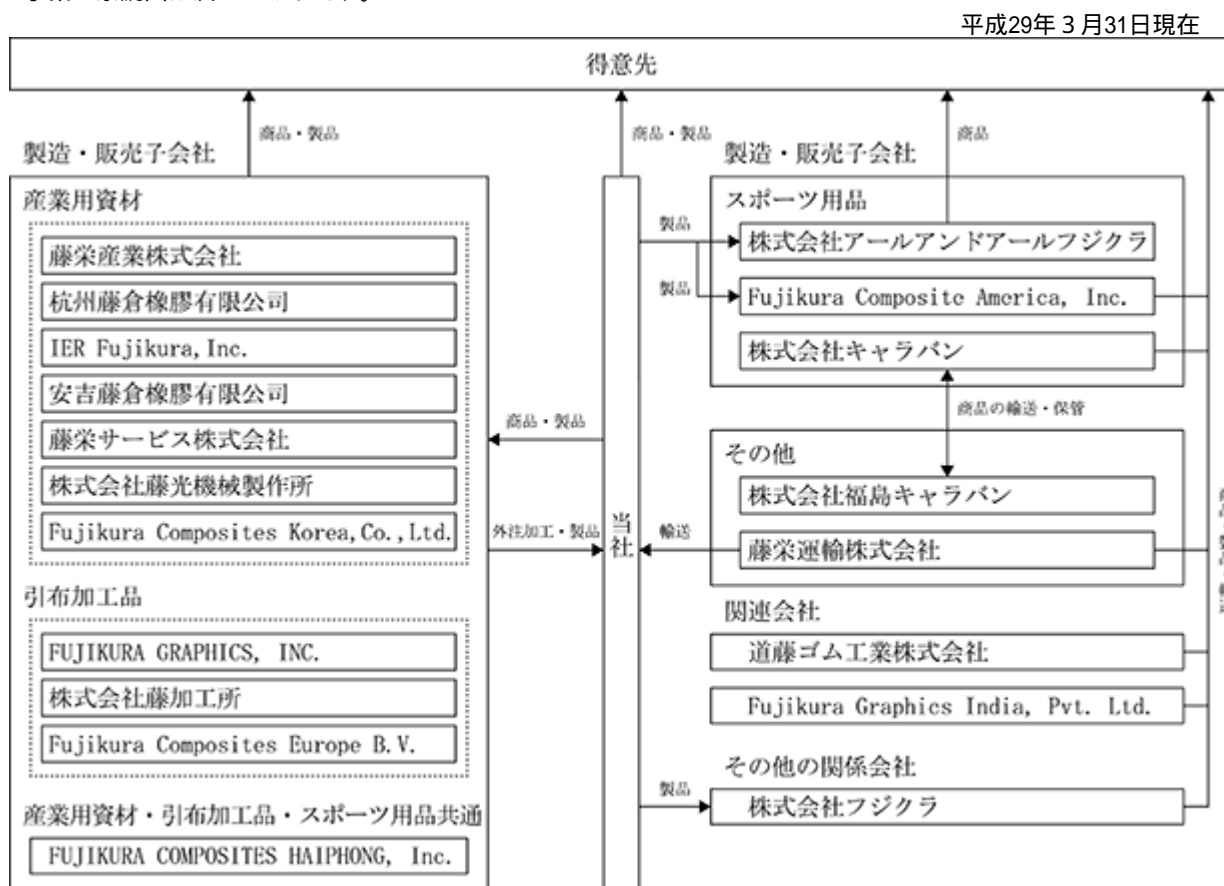 平成29年３月31日現在
得意先
商品・製品
商品・製品
商品
製造・販売子会社
産業用資材
藤栄産業株式会社
杭州藤倉橡膠有限公司
IER Fujikura,Inc.
安吉藤倉橡膠有限公司
藤栄サービス株式会社
株式会社藤光機械製作所
Fujikura Composites Korea,Co.,Ltd.
引布加工品
FUJIKURA GRAPHICS, INC.
株式会社藤加工所
Fujikura Composites Europe B.V.
産業用資材・引布加工品・スポーツ用品共通
FUJIKURA COMPOSITES HAIPHONG, Inc.
商品・製品
外注加工・製品
当社
製品
製品
輸送
製品
製造・販売子会社
スポーツ用品
株式会社アールアンドアールフジクラ
Fujikura Composite America, Inc.
株式会社キャラバン
商品の輸送・保管
その他
株式会社福島キャラバン
藤栄運輸株式会社
関連会社
道藤ゴム工業株式会社
Fujikura Graphics India, Pvt. Ltd.
その他の関係会社
株式会社フジクラ